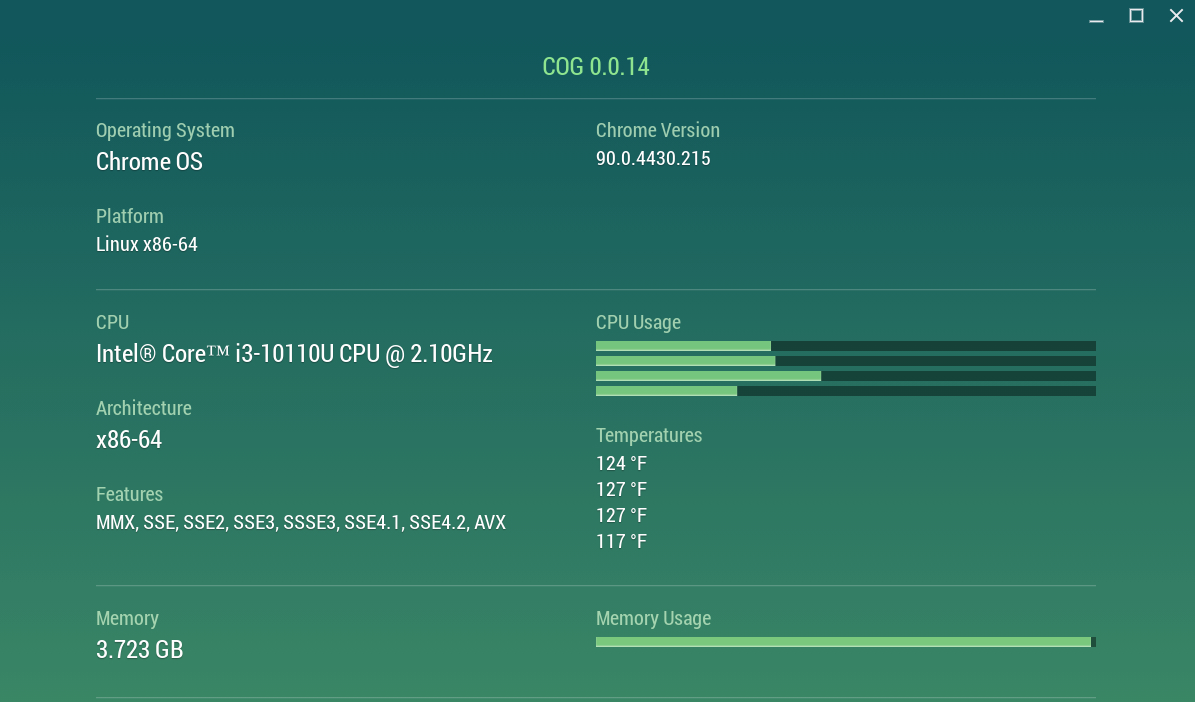 COG 0.0.14
Operating System
Chrome OS
Platform
Linux x86-64
Chrome Version
90.0.4430.215
CPU
Intel® Core™ i3-10110U CPU @ 2.10GHz
Architecture
x86-64
Features
MMX, SSE, SSE2, SSE3, SSSE3, SSE4.1, SSE4.2, AVX
CPU Usage
Temperatures
124 °F
127 °F
127 °F
117 °F
Memory
3.723 GB
Memory Usage